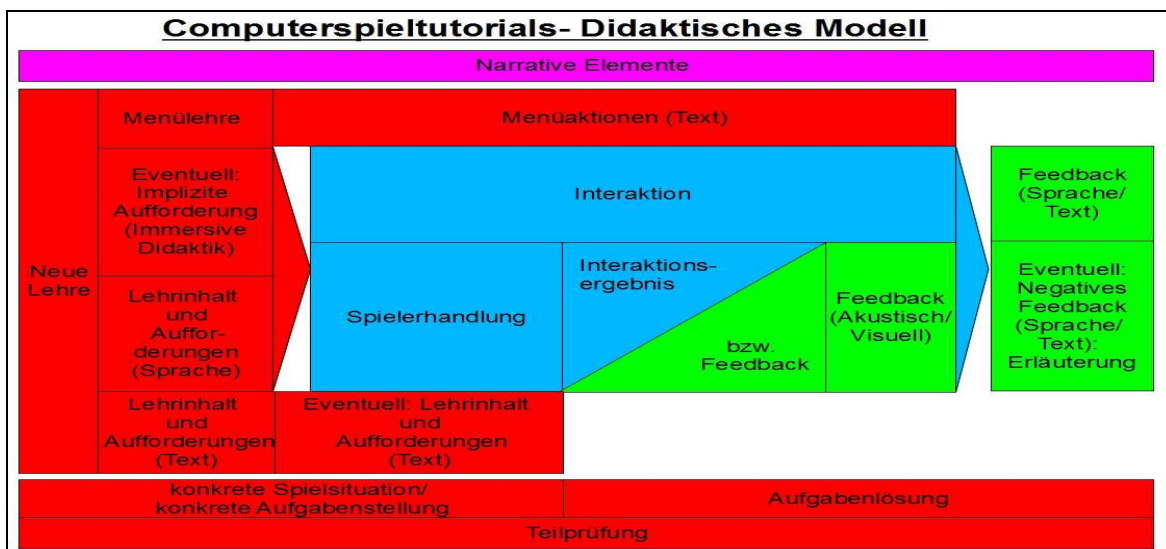 Computerspieltutorials- Didaktisches Modell
Narrative Elemente
Neue
Lehre
Menülehre
Menüaktionen (Text)
Eventuell:
Implizite
Aufforderung
(Immersive
Didaktik)
Lehrinhalt
und
Auffor-
derungen
(Sprache)
Lehrinhalt
und
Aufforderungen
(Text)
Eventuell: Lehrinhalt
und
Aufforderungen
(Text)
Interaktion
Spielerhandlung
Interaktions-
ergebnis
bzw.
Feedback
Feedback
(Akustisch/
Visuell)
Feedback
(Sprache/
Text)
Eventuell:
Negatives
Feedback
(Sprache/
Text):
Erläuterung
konkrete Spielsituation/
konkrete Aufgabenstellung
Aufgabenlösung
Teilprüfung